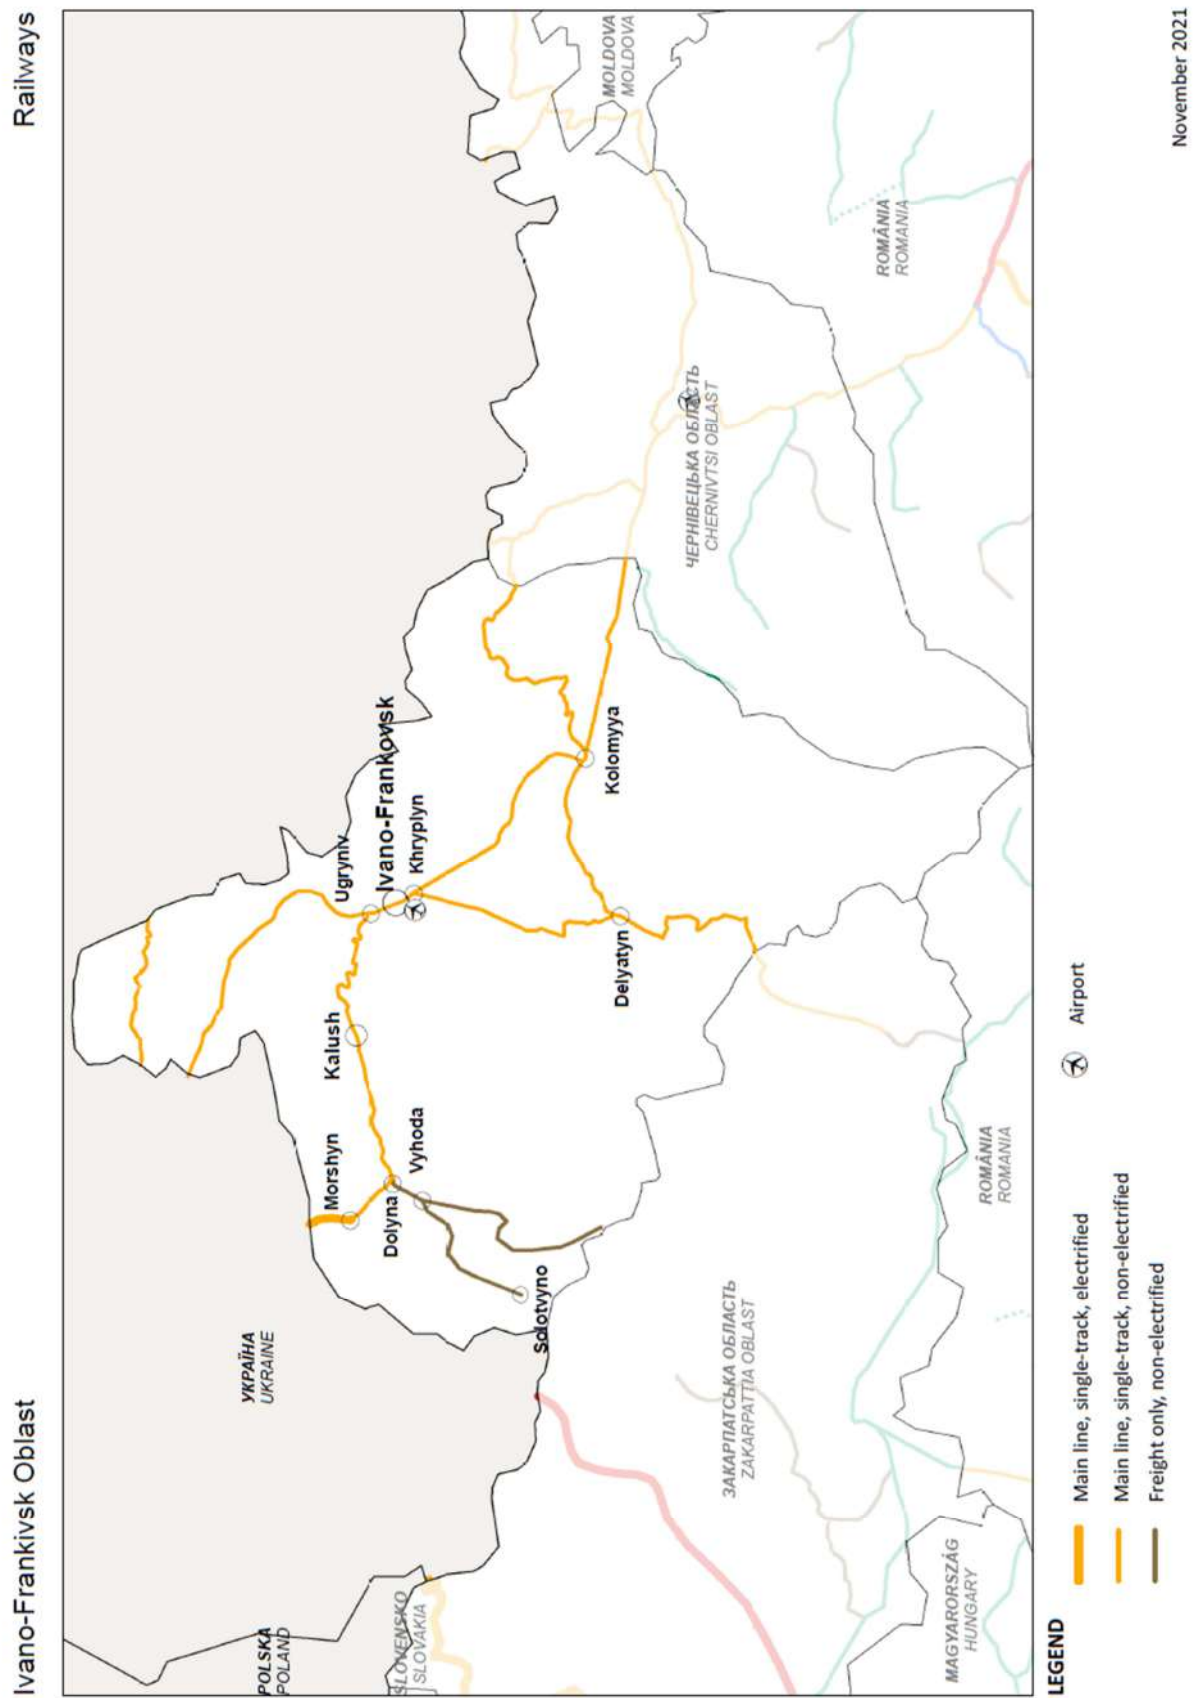 Ivano-Frankivsk Oblast
Railways
POLSKA
POLAND
SLOVENSKO
SLOVAKIA
УКРАЇНА
UKRAINE
MOLDOVA
MOLDOVA
Morshyn
Dolyna
Vyhoda
Solotvyno
Kalush
Ugryniv
Ivano-Frankovsk
Khryplyn
Delyatyn
Kolomyya
ЧЕРНІВЕЦЬКА ОБЛАСТЬ
CHERNIVTSI OBLAST
ROMÂNIA
ROMANIA
ЗАКАРПАТСЬКА ОБЛАСТЬ
ZAKARPATTIA OBLAST
ROMÂNIA
ROMANIA
MAGYARORSZÁG
HUNGARY
LEGEND
Main line, single-track, electrified
Main line, single-track, non-electrified
Freight only, non-electrified
Airport
November 2021